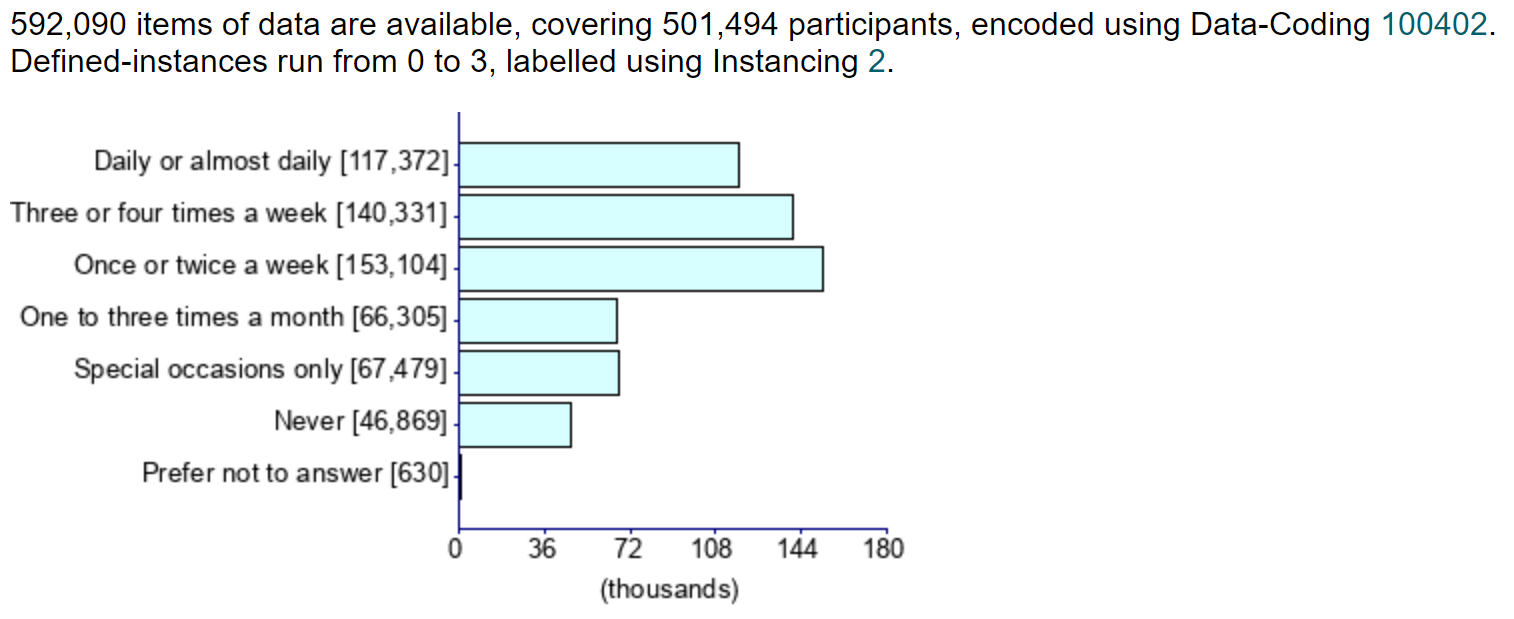 592,090 items of data are available, covering 501,494 participants, encoded using Data-Coding 100402.
Defined-instances run from 0 to 3, labelled using Instancing 2.
Daily or almost daily [117,372]
Three or four times a week [140,331]
Once or twice a week [153,104]
One to three times a month [66,305]
Special occasions only [67,479]
Never [46,869]
Prefer not to answer [630]
0 36 72 108 144 180
(thousands)